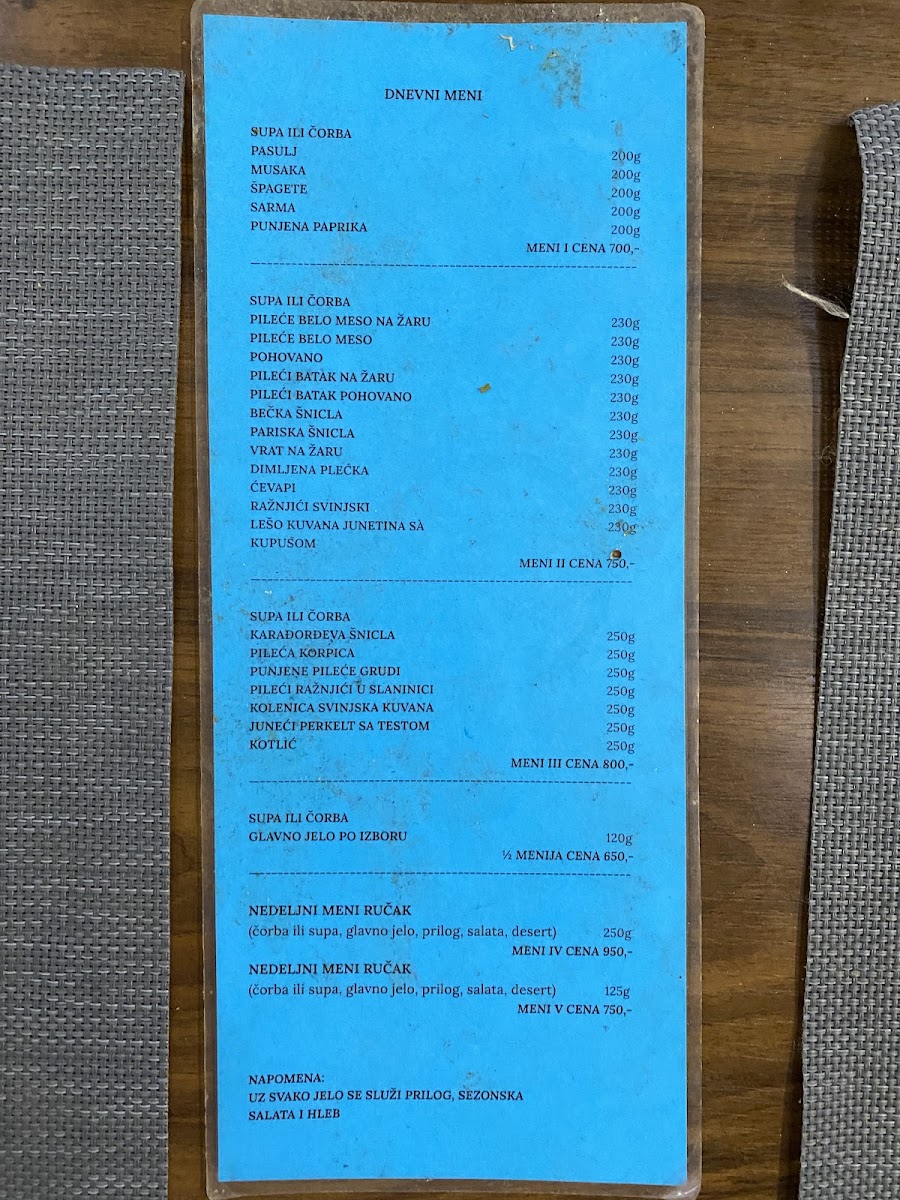 DNEVNI MENI
SUPA ILI ČORBA
PASULJ 200g
MUSAKA 200g
ŠPAGETE 200g
SARMA 200g
PUNJENA PAPRIKA 200g
MENI I CENA 700,-
SUPA ILI ČORBA
PILEĆE BELO MESO NA ŽARU 230g
PILEĆE BELO MESO 230g
POHOVANO 230g
PILEĆI BATAK NA ŽARU 230g
PILEĆI BATAK POHOVANO 230g
BEČKA ŠNICLA 230g
PARISKA ŠNICLA 230g
VRAT NA ŽARU 230g
DIMLJENA PLEĆKA 230g
ĆEVAPI 230g
RAŽNJIĆI SVINJSKI 230g
LEŠO KUVANA JUNETINA SA 230g
KUPUSOM
MENI II CENA 750,-
SUPA ILI ČORBA
KARAĐORĐEVA ŠNICLA 250g
PILEĆA KORPICA 250g
PUNJENE PILEĆE GRUDI 250g
PILEĆI RAŽNJIĆI U SLANINICI 250g
KOLENICA SVINJSKA KUVANA 250g
JUNEĆI PERKELT SA TESTOM 250g
KOTLIĆ 250g
MENI III CENA 800,-
SUPA ILI ČORBA
GLAVNO JELO PO IZBORU 120g
½ MENIJA CENA 650,-
NEDELJNI MENI RUČAK
(čorba ili supa, glavno jelo, prilog, salata, desert) 250g
MENI IV CENA 950,-
NEDELJNI MENI RUČAK
(čorba ili supa, glavno jelo, prilog, salata, desert) 125g
MENI V CENA 750,-
NAPOMENA:
UZ SVAKO JELO SE SLUŽI PRILOG, SEZONSKA
SALATA I HLEB